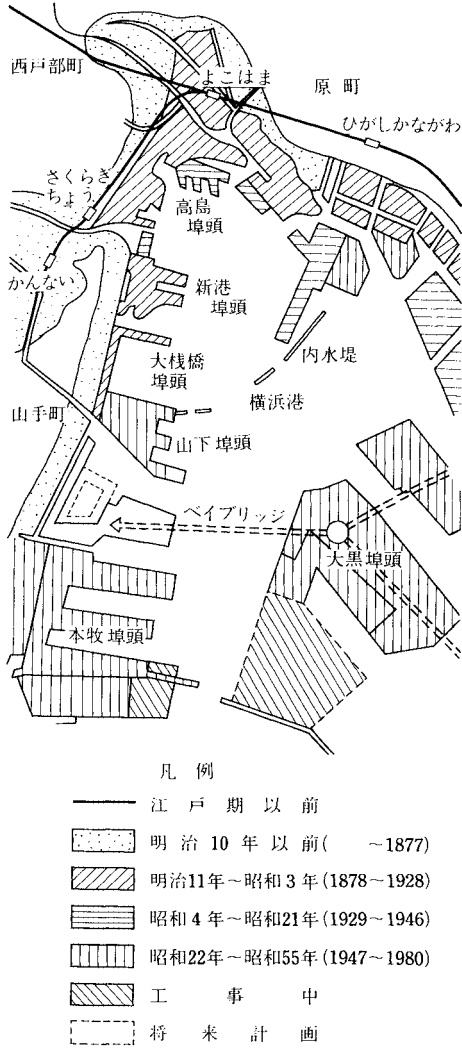 西戸部町
よこはま
原町
ひがしかながわ
さくらぎ
ちょう
高島
埠頭
かんない
新港
埠頭
大桟橋
埠頭
内水堤
横浜港
山手町
山下埠頭
ベイブリッジ
大黒埠頭
本牧埠頭
凡例
江戸期以前
明治10年以前( ~1877)
明治11年~昭和3年(1878~1928)
昭和4年~昭和21年(1929~1946)
昭和22年~昭和55年(1947~1980)
工事中
将来計画